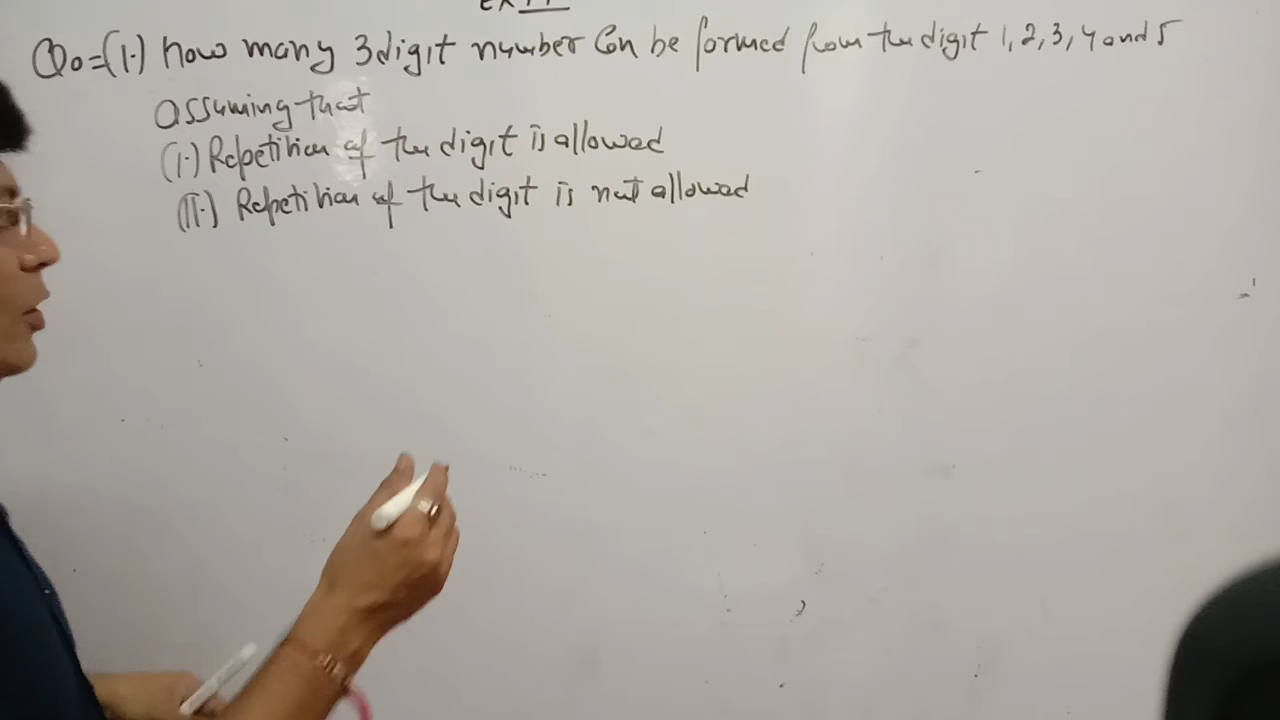 Qo=(1.) how many 3 digit number Can be formed from the digit 1, 2, 3, 4 and 5
assuming that
(I.) Repetition of the digit is allowed
(II.) Repetition of the digit is not allowed